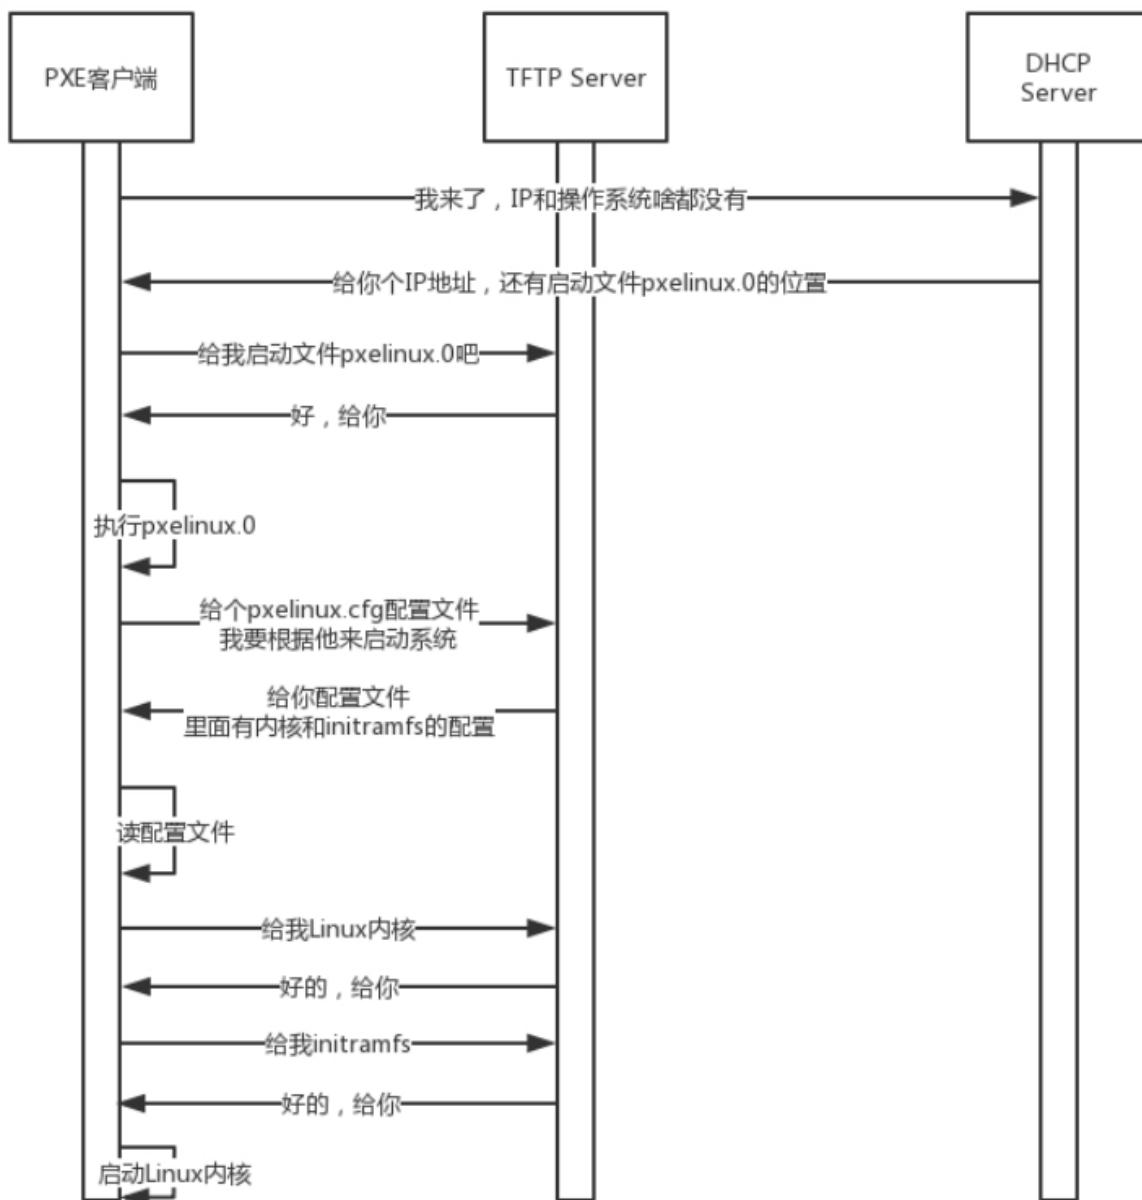 PXE客户端
TFTP Server
DHCP
Server
我来了，IP和操作系统啥都没有
给你个IP地址，还有启动文件pxelinux.0的位置
给我启动文件pxelinux.0吧
好，给你
执行pxelinux.0
给个pxelinux.cfg配置文件
我要根据他来启动系统
给你配置文件
里面有内核和initramfs的配置
读配置文件
给我Linux内核
好的，给你
给我initramfs
好的，给你
启动Linux内核